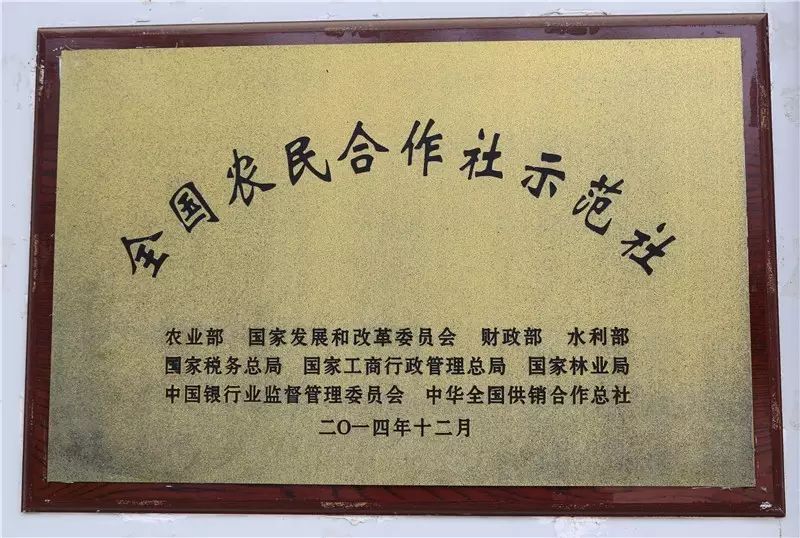 全国农民合作社示范社
农业部 国家发展和改革委员会 财政部 水利部
国家税务总局 国家工商行政管理总局 国家林业局
中国银行业监督管理委员会 中华全国供销合作总社
二〇一四年十二月